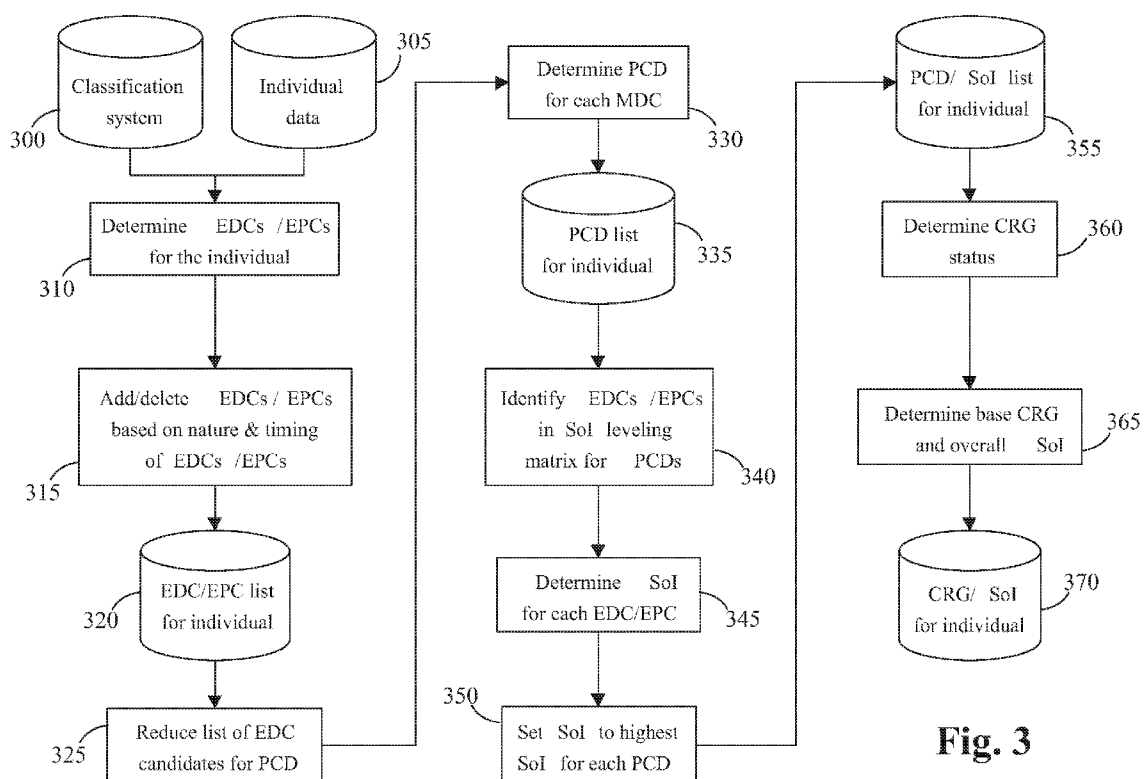 Classification
system
300
Individual
data
305
Determine EDCs /EPCs
for the individual
310
Add/delete EDCs / EPCs
based on nature & timing
of EDCs /EPCs
315
EDC/EPC list
for individual
320
Reduce list of EDC
candidates for PCD
325
Determine PCD
for each MDC
330
PCD list
for individual
335
Identify EDCs /EPCs
in SoI leveling
matrix for PCDs
340
Determine SoI
for each EDC/EPC
345
350
Set SoI to highest
SoI for each PCD
PCD/ SoI list
for individual
355
Determine CRG
status
360
Determine base CRG
and overall SoI
365
CRG/ SoI
for individual
370
Fig. 3